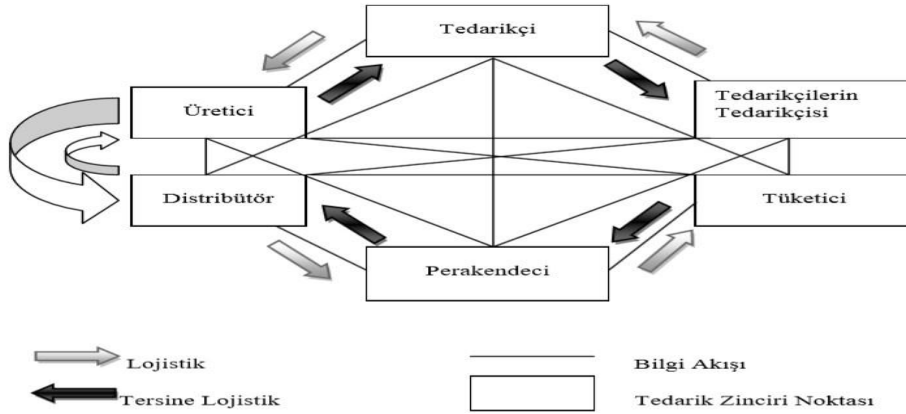 Tedarikçi
Üretici
Tedarikçilerin
Tedarikçisi
Distribütör
Tüketici
Perakendeci
Lojistik
Bilgi Akışı
Tersine Lojistik
Tedarik Zinciri Noktası